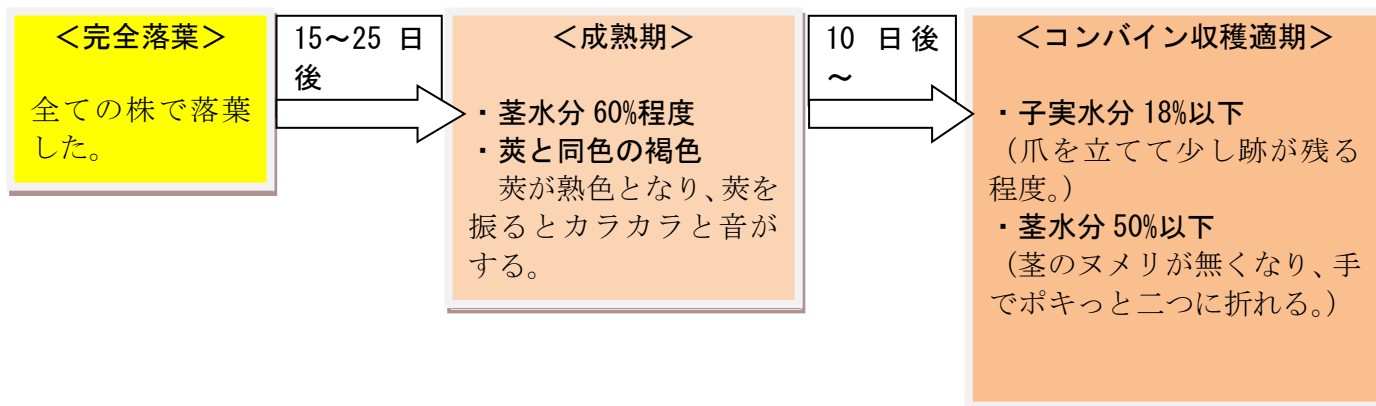 <完全落葉>
全ての株で落葉
した。
15~25 日
後
<成熟期>
・茎水分 60%程度
・莢と同色の褐色
莢が熟色となり、莢を
振るとカラカラと音が
する。
10 日後
~
<コンバイン収穫適期>
・子実水分 18%以下
(爪を立てて少し跡が残る
程度。)
・茎水分 50%以下
(茎のヌメリが無くなり、手
でポキっと二つに折れる。)